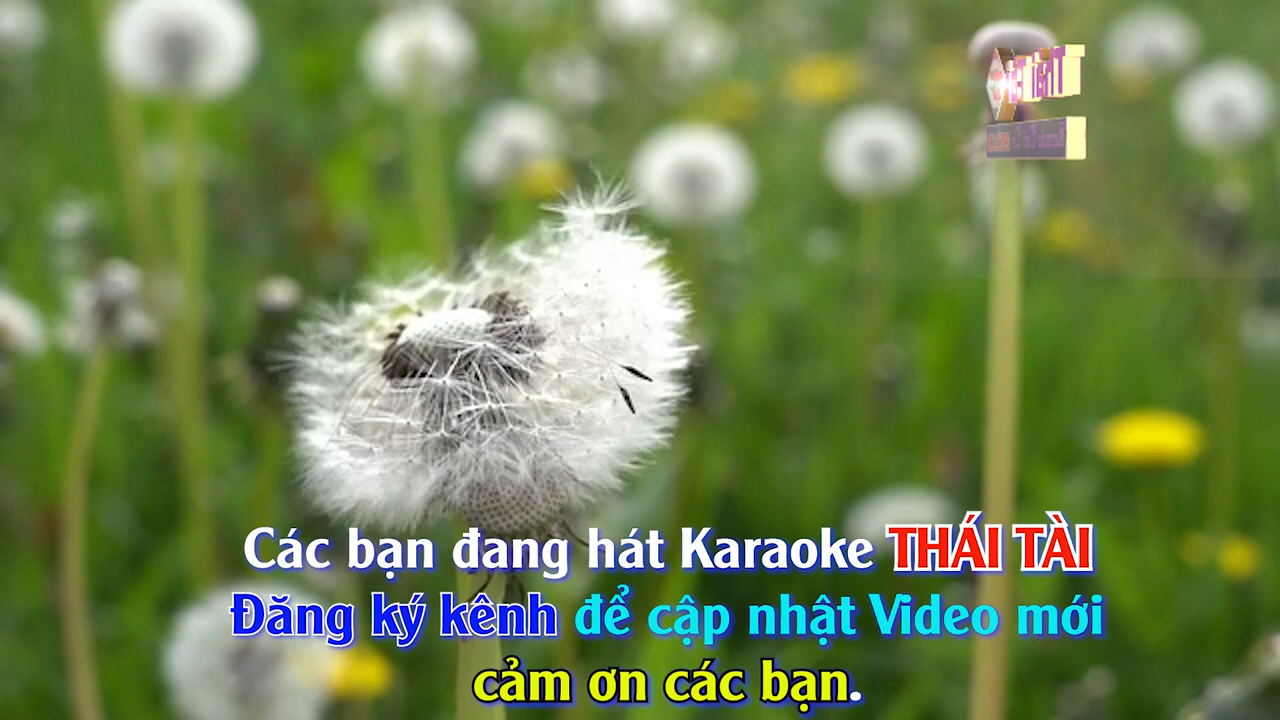 Các bạn đang hát Karaoke THÁI TÀI
Đăng ký kênh để cập nhật Video mới
cảm ơn các bạn.